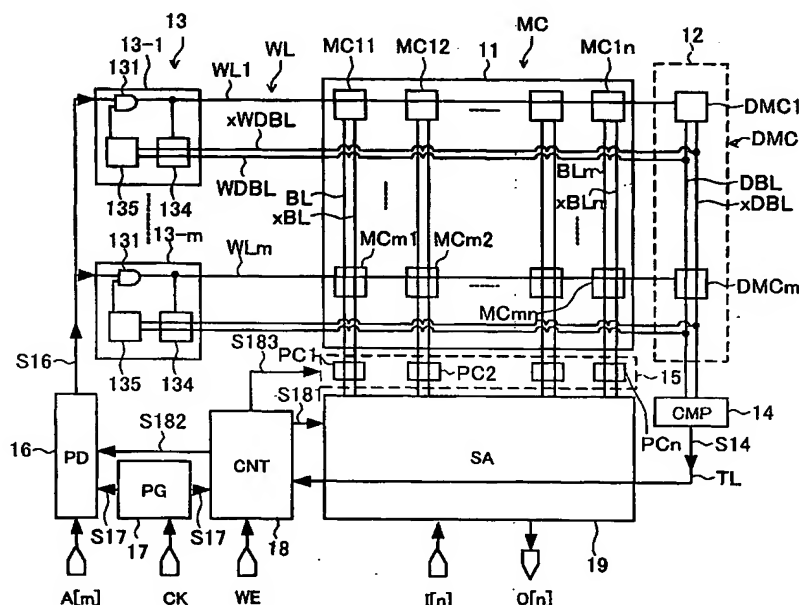 13 MC 12
13-1 WL MC11 MC12 11 MC1n
131 WL1 DMC1
xWDBL DMC
WDBL BLm DBL
135 134 BL xBLn xDBL
13-m xBL
131 WLm MCm1 MCm2
MCmn DMCm
S16 S183 PC1
135 134 S181 PC2 15
16 S182 PCn CMP 14
PD CNT SA S14
PG TL
S17 17 S17 18 19
A[m] CK WE I[n] O[n]